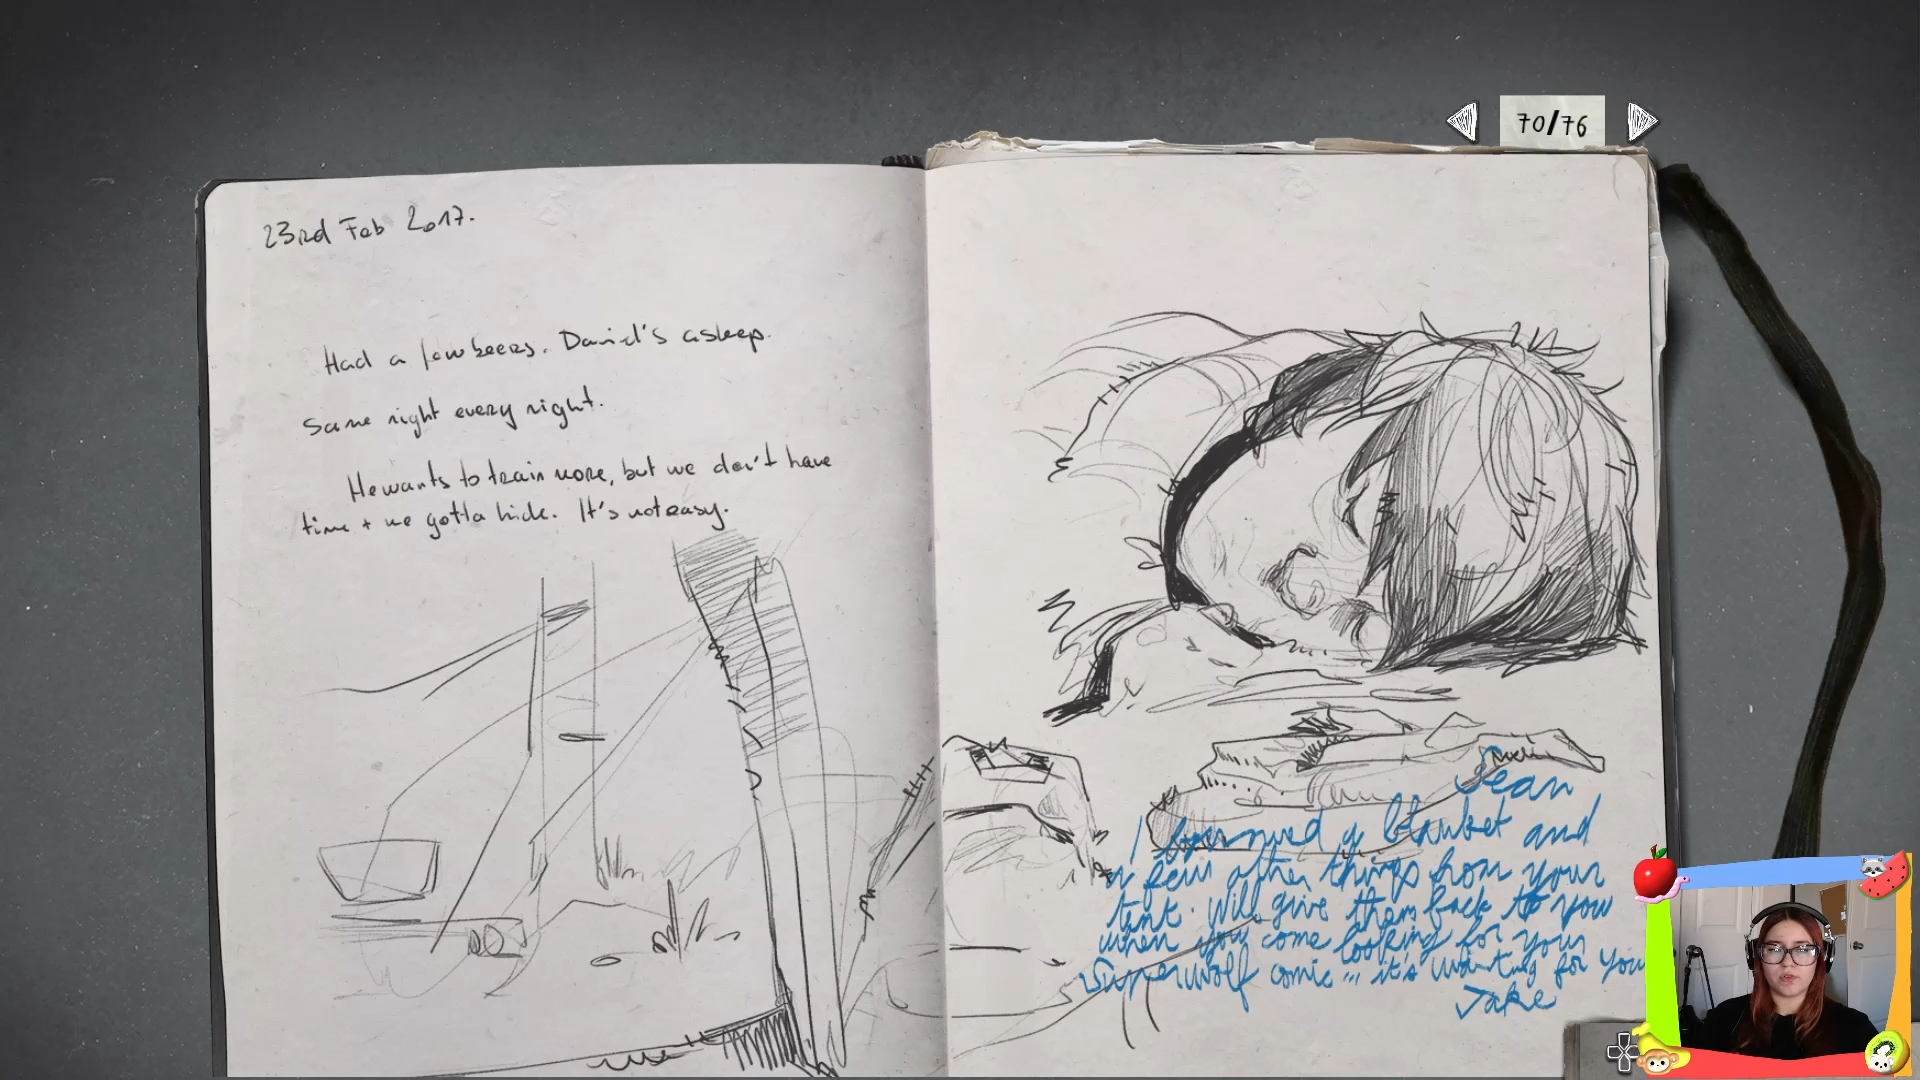 70/76
23rd Feb 2017.
Had a few beers. Daniel's asleep.
Same night every night.
He wants to train more, but we don't have
time + we gotta hide. It's not easy.
Sean
I borrowed a blanket and
a few other things from your
tent. Will give them back to you
when you come looking for your
Superwolf comic... it's waiting for you
Jake